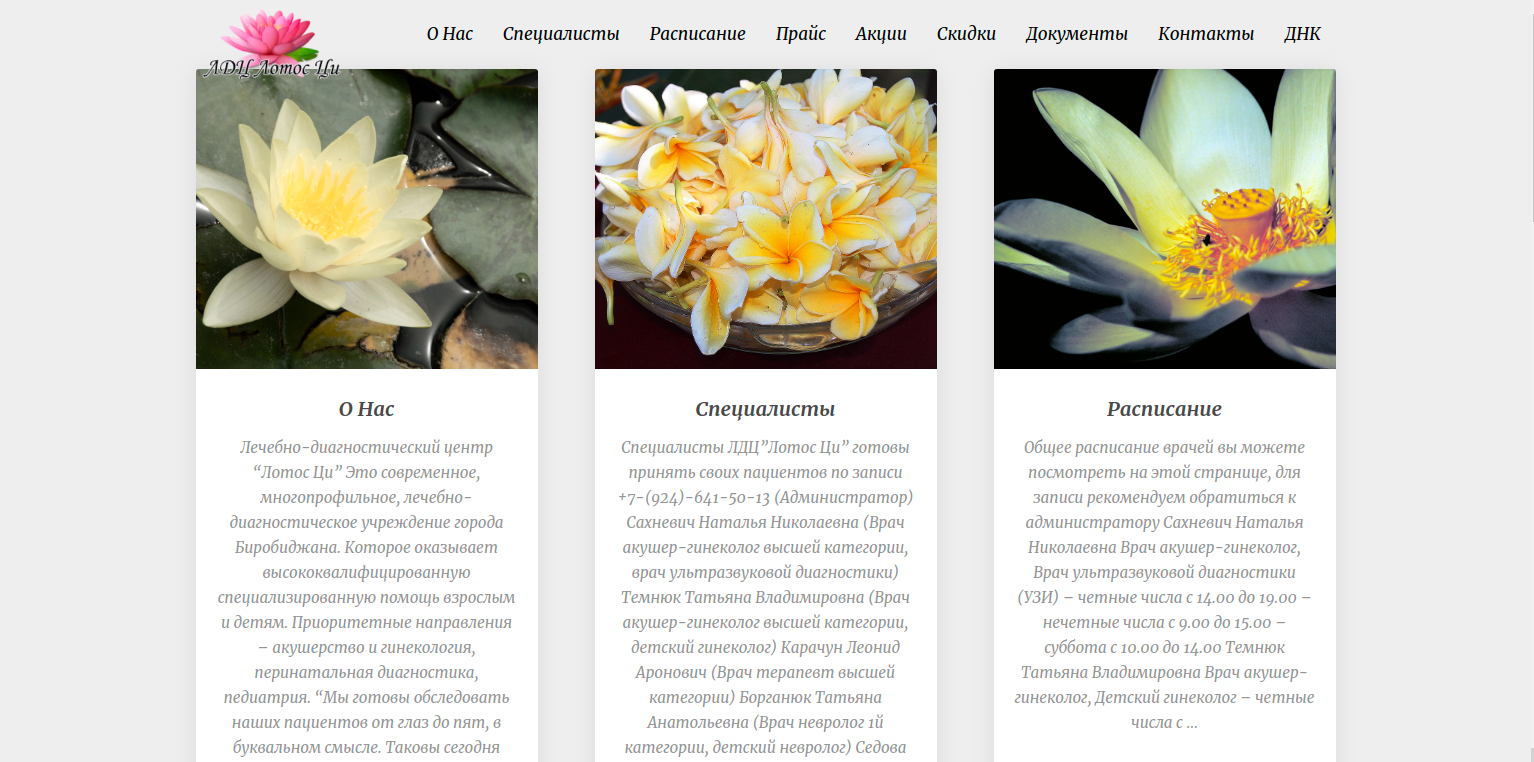 ЛДЦ Лотос Ци
О Нас Специалисты Расписание Прайс Акции Скидки Документы Контакты ДНК
О Нас
Лечебно-диагностический центр
“Лотос Ци” Это современное,
многопрофильное, лечебно-
диагностическое учреждение города
Биробиджана. Которое оказывает
высококвалифицированную
специализированную помощь взрослым
и детям. Приоритетные направления
– акушерство и гинекология,
перинатальная диагностика,
педиатрия. “Мы готовы обследовать
наших пациентов от глаз до пят, в
буквальном смысле. Таковы сегодня
Специалисты
Специалисты ЛДЦ”Лотос Ци” готовы
принять своих пациентов по записи
+7-(924)-641-50-13 (Администратор)
Сахневич Наталья Николаевна (Врач
акушер-гинеколог высшей категории,
врач ультразвуковой диагностики)
Темнюк Татьяна Владимировна (Врач
акушер-гинеколог высшей категории,
детский гинеколог) Карачун Леонид
Аронович (Врач терапевт высшей
категории) Борганюк Татьяна
Анатольевна (Врач невролог 1й
категории, детский невролог) Седова
Расписание
Общее расписание врачей вы можете
посмотреть на этой странице, для
записи рекомендуем обратиться к
администратору Сахневич Наталья
Николаевна Врач акушер-гинеколог,
Врач ультразвуковой диагностики
(УЗИ) – четные числа с 14.00 до 19.00 –
нечетные числа с 9.00 до 15.00 –
суббота с 10.00 до 14.00 Темнюк
Татьяна Владимировна Врач акушер-
гинеколог, Детский гинеколог – четные
числа с ...